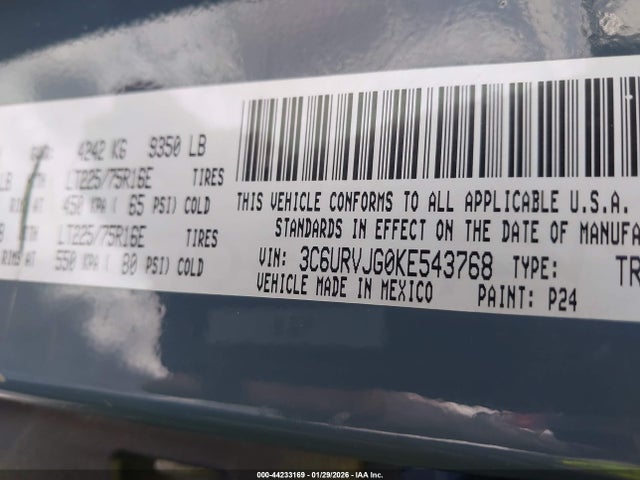 4242 KG 9350 LB
LT225/75R16E TIRES
450 KPA ( 65 PSI) COLD
LT225/75R16E TIRES
RIMS 550 KPA ( 80 PSI) COLD
THIS VEHICLE CONFORMS TO ALL APPLICABLE U.S.A.
STANDARDS IN EFFECT ON THE DATE OF MANUFA
VIN: 3C6URVJG0KE543768 TYPE: TR
VEHICLE MADE IN MEXICO PAINT: P24
000-44233169 - 01/29/2026 - IAA Inc.